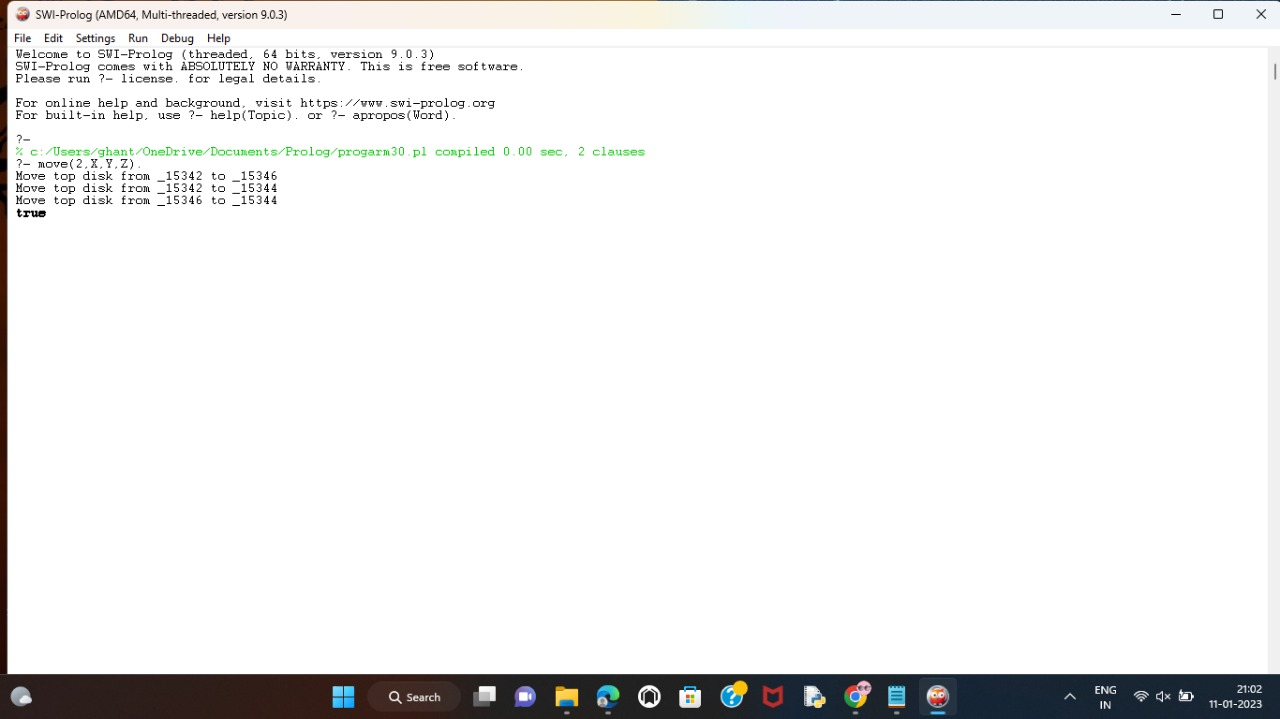 SWI-Prolog (AMD64, Multi-threaded, version 9.0.3)
File Edit Settings Run Debug Help
Welcome to SWI-Prolog (threaded, 64 bits, version 9.0.3)
SWI-Prolog comes with ABSOLUTELY NO WARRANTY. This is free software.
Please run ?- license. for legal details.
For online help and background, visit https://www.swi-prolog.org
For built-in help, use ?- help(Topic). or ?- apropos(Word).
?-
% c:/Users/ghant/OneDrive/Documents/Prolog/progarm30.pl compiled 0.00 sec, 2 clauses
?- move(2,X,Y,Z).
Move top disk from _15342 to _15346
Move top disk from _15342 to _15344
Move top disk from _15346 to _15344
true
Search
ENG
IN
21:02
11-01-2023